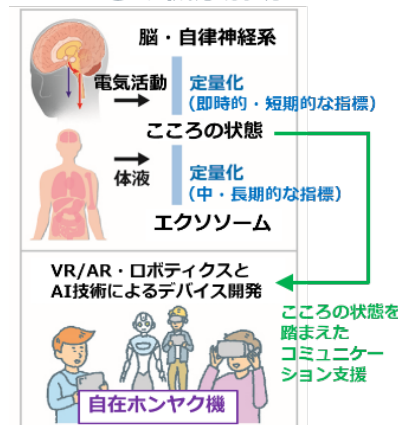 脳・自律神経系
電気活動
定量化
(即時的・短期的な指標)
こころの状態
体液
定量化
(中・長期的な指標)
エクソソーム
VR/AR・ロボティクスと
AI技術によるデバイス開発
こころの状態を
踏まえた
コミュニケー
ション支援
自在ホンヤク機